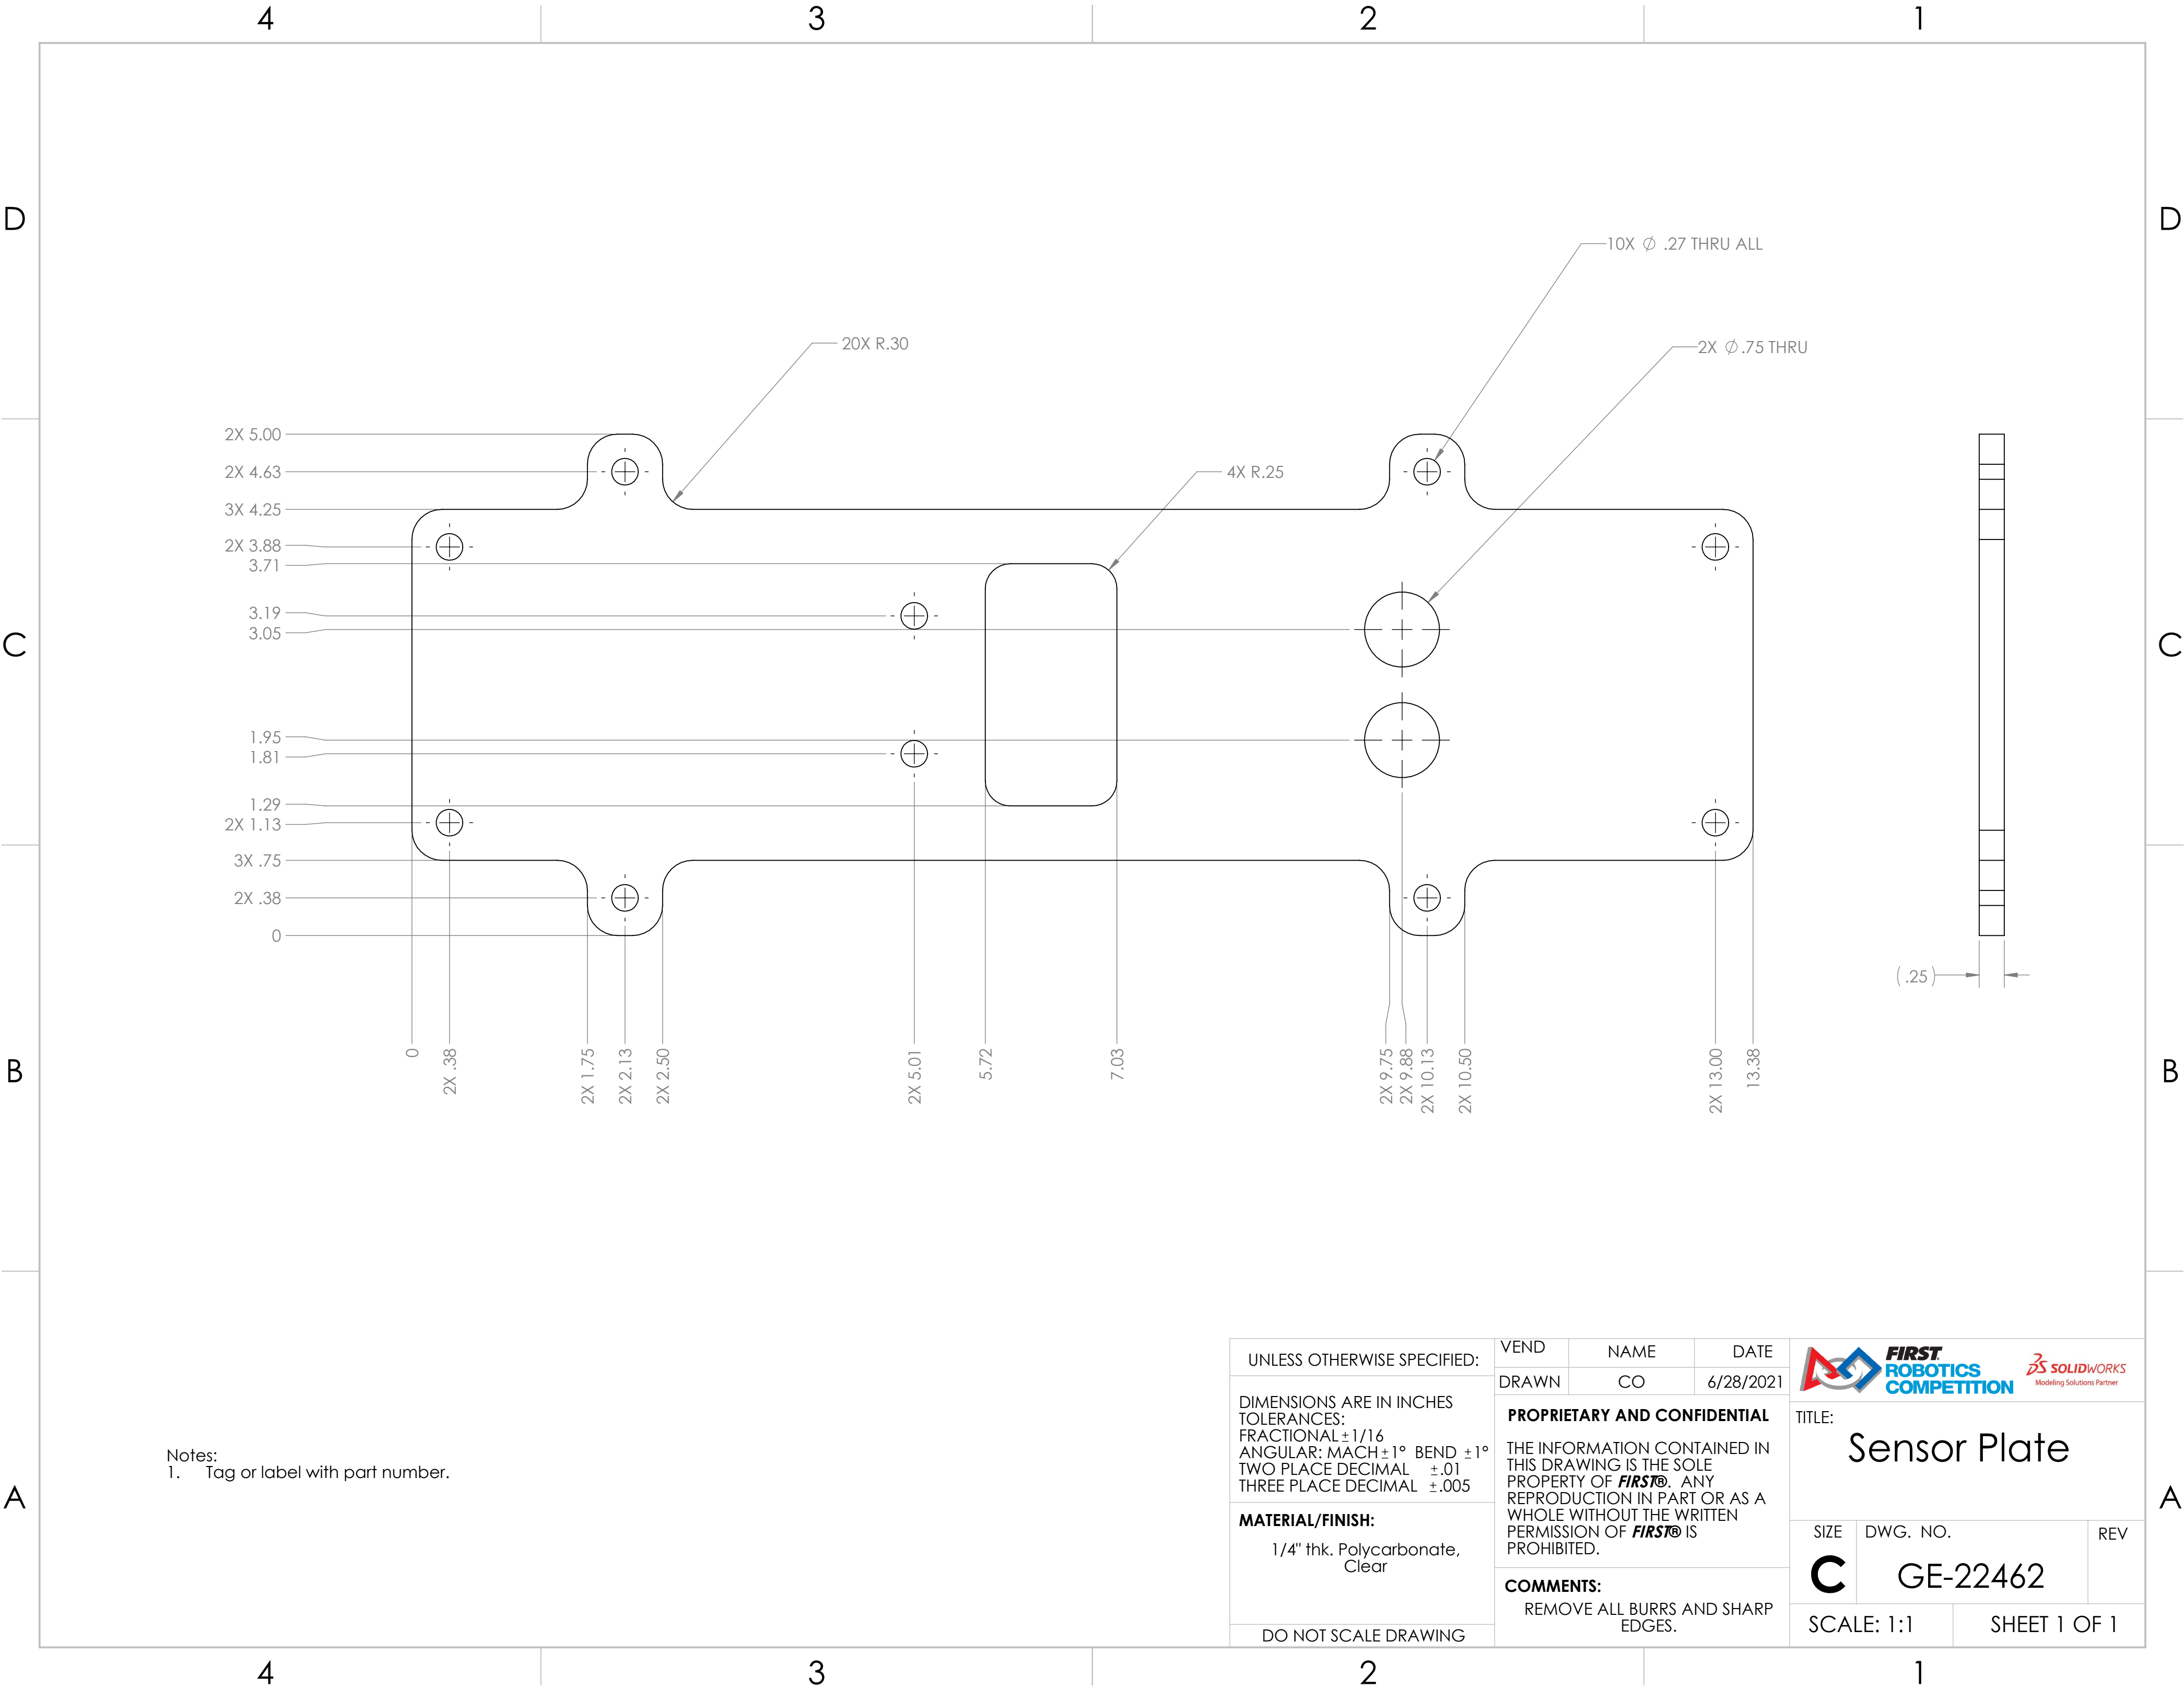 4 3 2 1
D D
10X ∅ .27 THRU ALL
20X R.30
2X ∅ .75 THRU
2X 5.00
2X 4.63
4X R.25
3X 4.25
2X 3.88
3.71
3.19
3.05
C C
1.95
1.81
1.29
2X 1.13
3X .75
2X .38
0
( .25 )
0
2X .38
2X 1.75
2X 2.13
2X 2.50
2X 5.01
5.72
7.03
2X 9.75
2X 9.88
2X 10.13
2X 10.50
2X 13.00
13.38
B B
Notes:
1. Tag or label with part number.
A A
UNLESS OTHERWISE SPECIFIED:
DIMENSIONS ARE IN INCHES
TOLERANCES:
FRACTIONAL ±1/16
ANGULAR: MACH ±1° BEND ±1°
TWO PLACE DECIMAL ±.01
THREE PLACE DECIMAL ±.005
MATERIAL/FINISH:
1/4" thk. Polycarbonate,
Clear
DO NOT SCALE DRAWING
VEND NAME DATE
DRAWN CO 6/28/2021
PROPRIETARY AND CONFIDENTIAL
THE INFORMATION CONTAINED IN
THIS DRAWING IS THE SOLE
PROPERTY OF FIRST®. ANY
REPRODUCTION IN PART OR AS A
WHOLE WITHOUT THE WRITTEN
PERMISSION OF FIRST® IS
PROHIBITED.
COMMENTS:
REMOVE ALL BURRS AND SHARP
EDGES.
FIRST
ROBOTICS
COMPETITION
SOLIDWORKS
Modeling Solutions Partner
TITLE:
Sensor Plate
SIZE DWG. NO. REV
C GE-22462
SCALE: 1:1 SHEET 1 OF 1
4 3 2 1